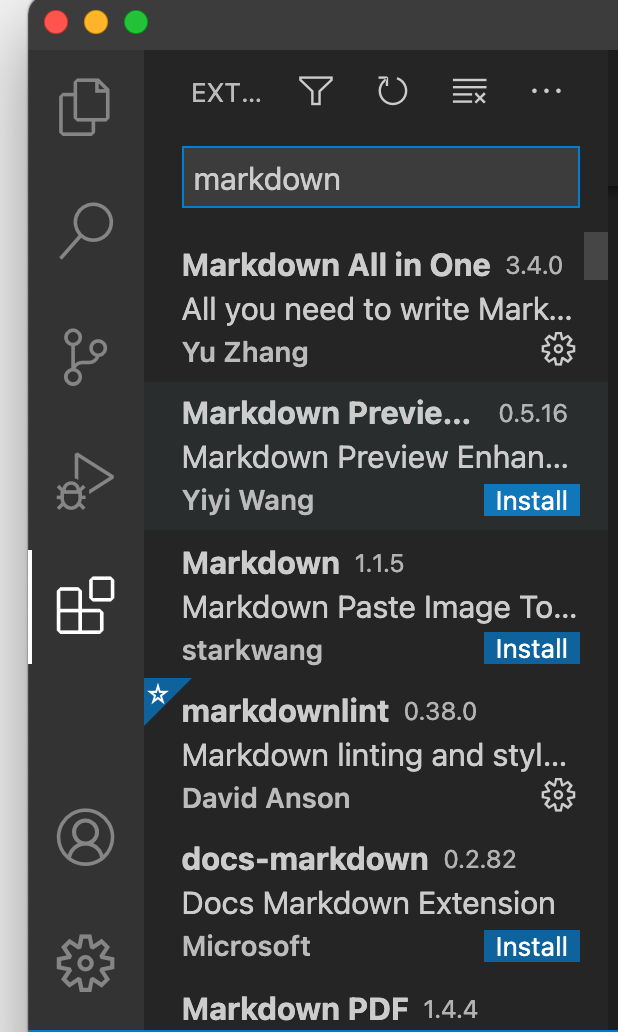 EXT...
markdown
Markdown All in One 3.4.0
All you need to write Mark...
Yu Zhang
Markdown Previe... 0.5.16
Markdown Preview Enhan...
Yiyi Wang Install
Markdown 1.1.5
Markdown Paste Image To...
starkwang Install
markdownlint 0.38.0
Markdown linting and styl...
David Anson
docs-markdown 0.2.82
Docs Markdown Extension
Microsoft Install
Markdown PDF 1.4.4